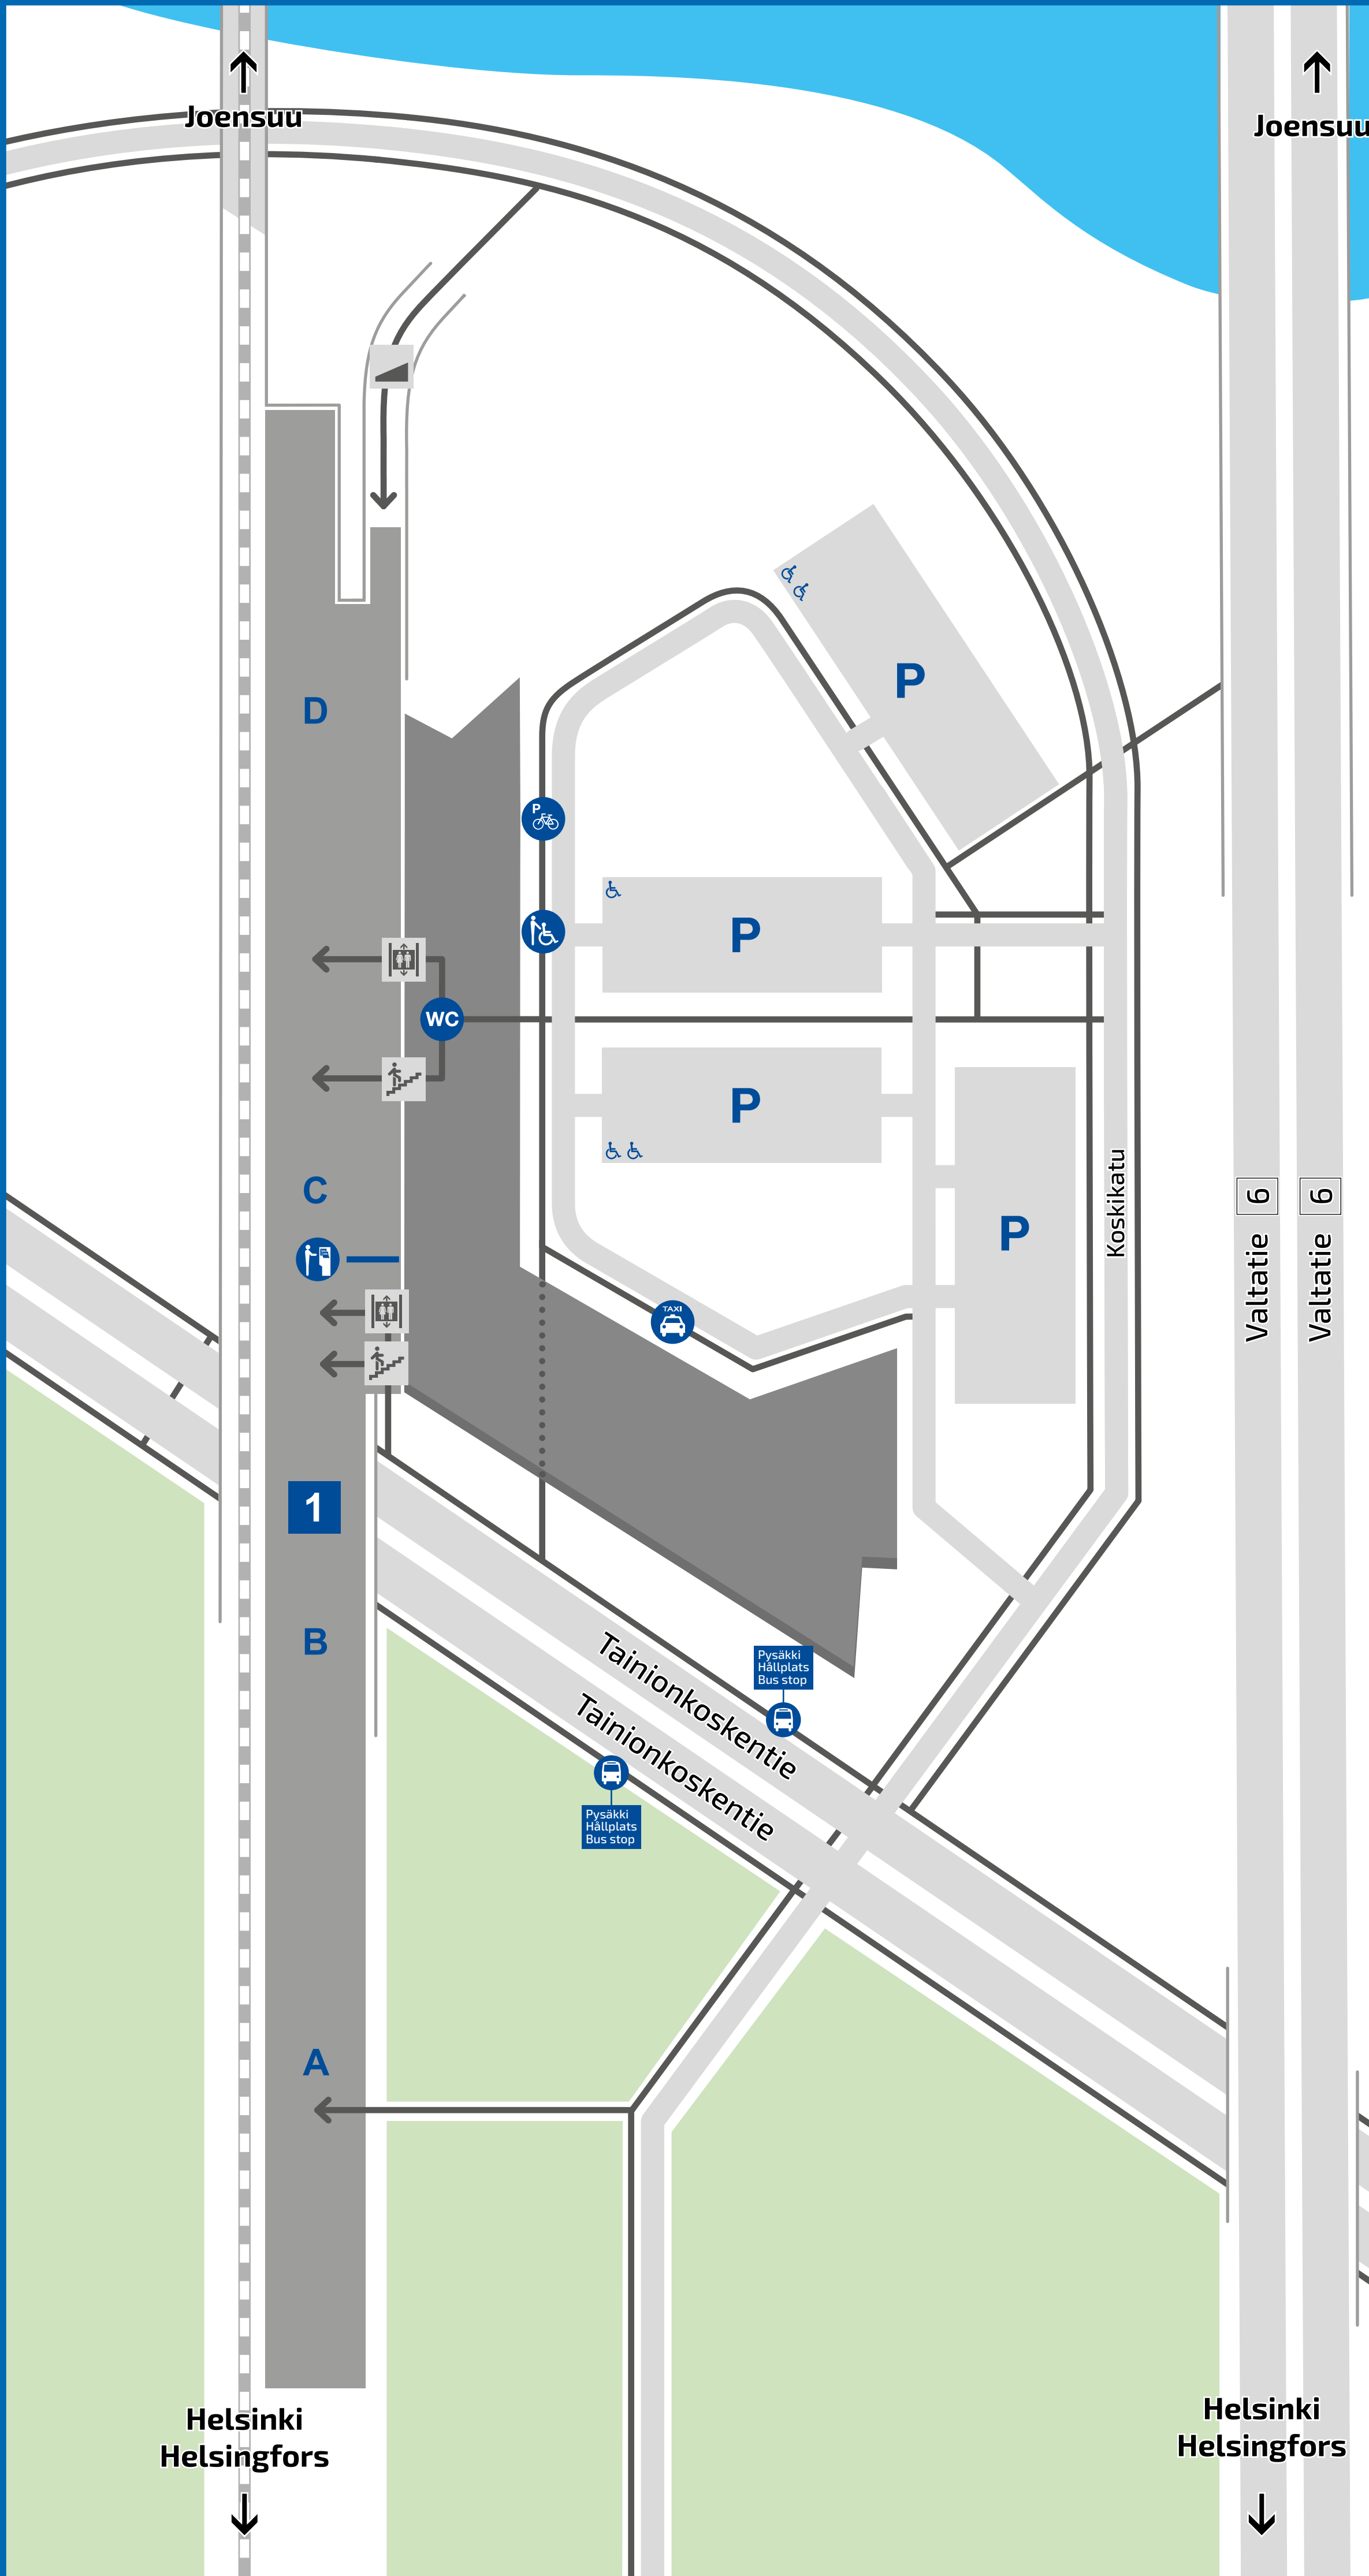 Joensuu
Joensuu
D
P
P
P
WC
P
C
Koskikatu
P
Valtatie 6
Valtatie 6
TAXI
1
B
Tainionkoskentie
Tainionkoskentie
Pysäkki
Hållplats
Bus stop
Pysäkki
Hållplats
Bus stop
A
Helsinki
Helsingfors
Helsinki
Helsingfors